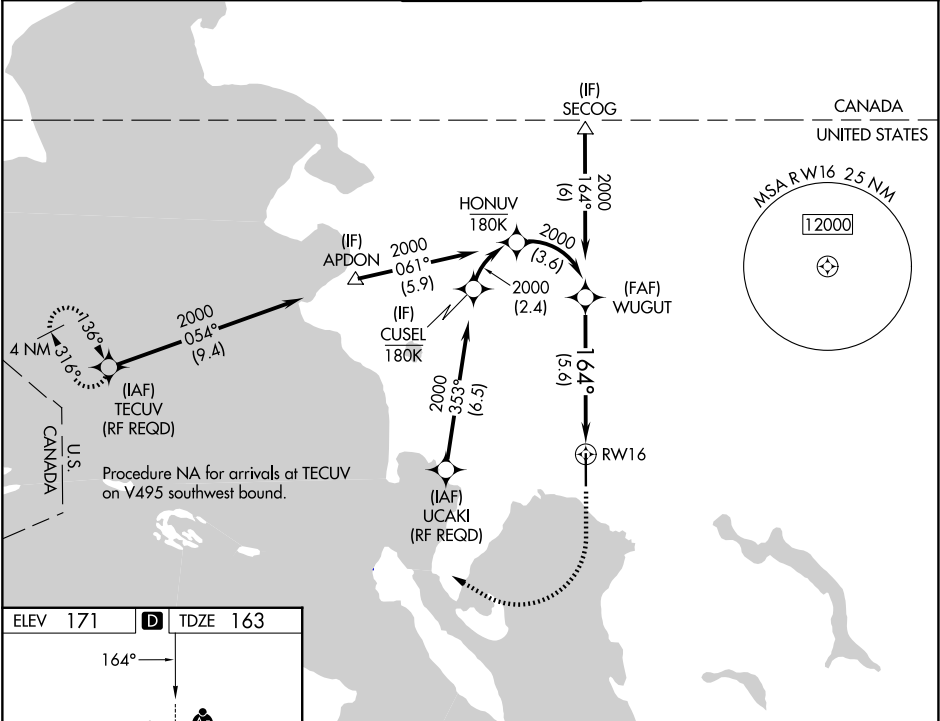 (IF)
SECOG
CANADA
UNITED STATES
MSA RW16 25 NM
12000
2000
164°
(6)
HONUV
180K
2000
(3.6)
(IF)
APDON
2000
061°
(5.9)
2000
(2.4)
(IF)
CUSEL
180K
(FAF)
WUGUT
2000
054°
(9.4)
136°
4 NM
316°
(IAF)
TECUV
(RF REQD)
2000
353°
(6.5)
164°
(5.6)
RW16
U.S.
CANADA
Procedure NA for arrivals at TECUV
on V495 southwest bound.
(IAF)
UCAKI
(RF REQD)
ELEV 171 D TDZE 163
164°